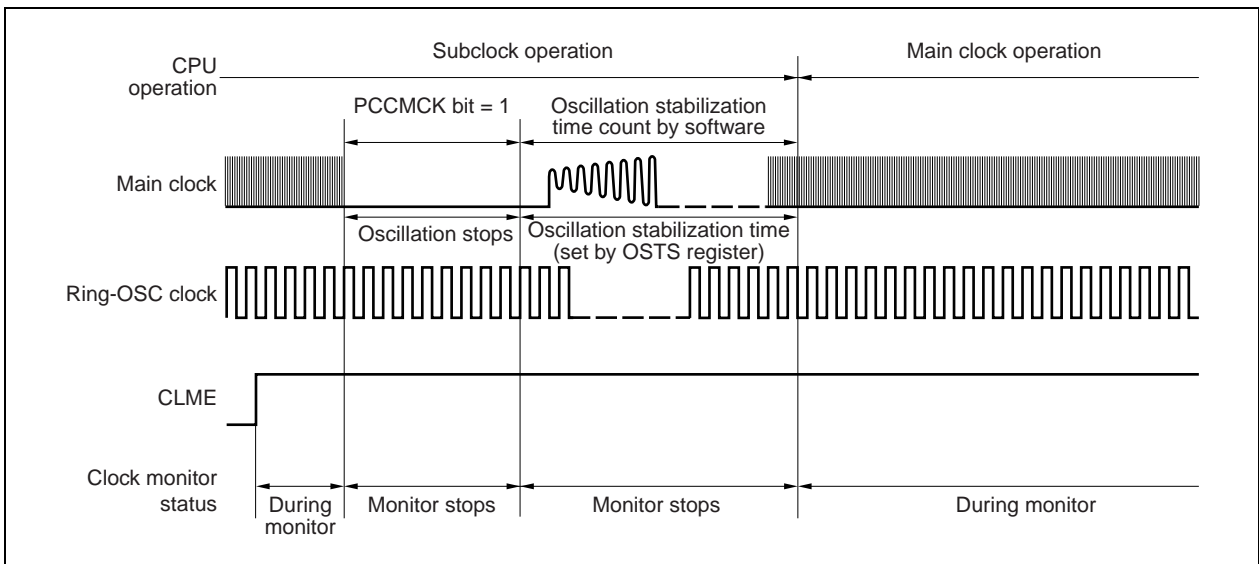 CPU
operation
Subclock operation
Main clock operation
PCCMCK bit = 1
Oscillation stabilization
time count by software
Main clock
Oscillation stops
Oscillation stabilization time
(set by OSTS register)
Ring-OSC clock
CLME
Clock monitor
status
During
monitor
Monitor stops
Monitor stops
During monitor